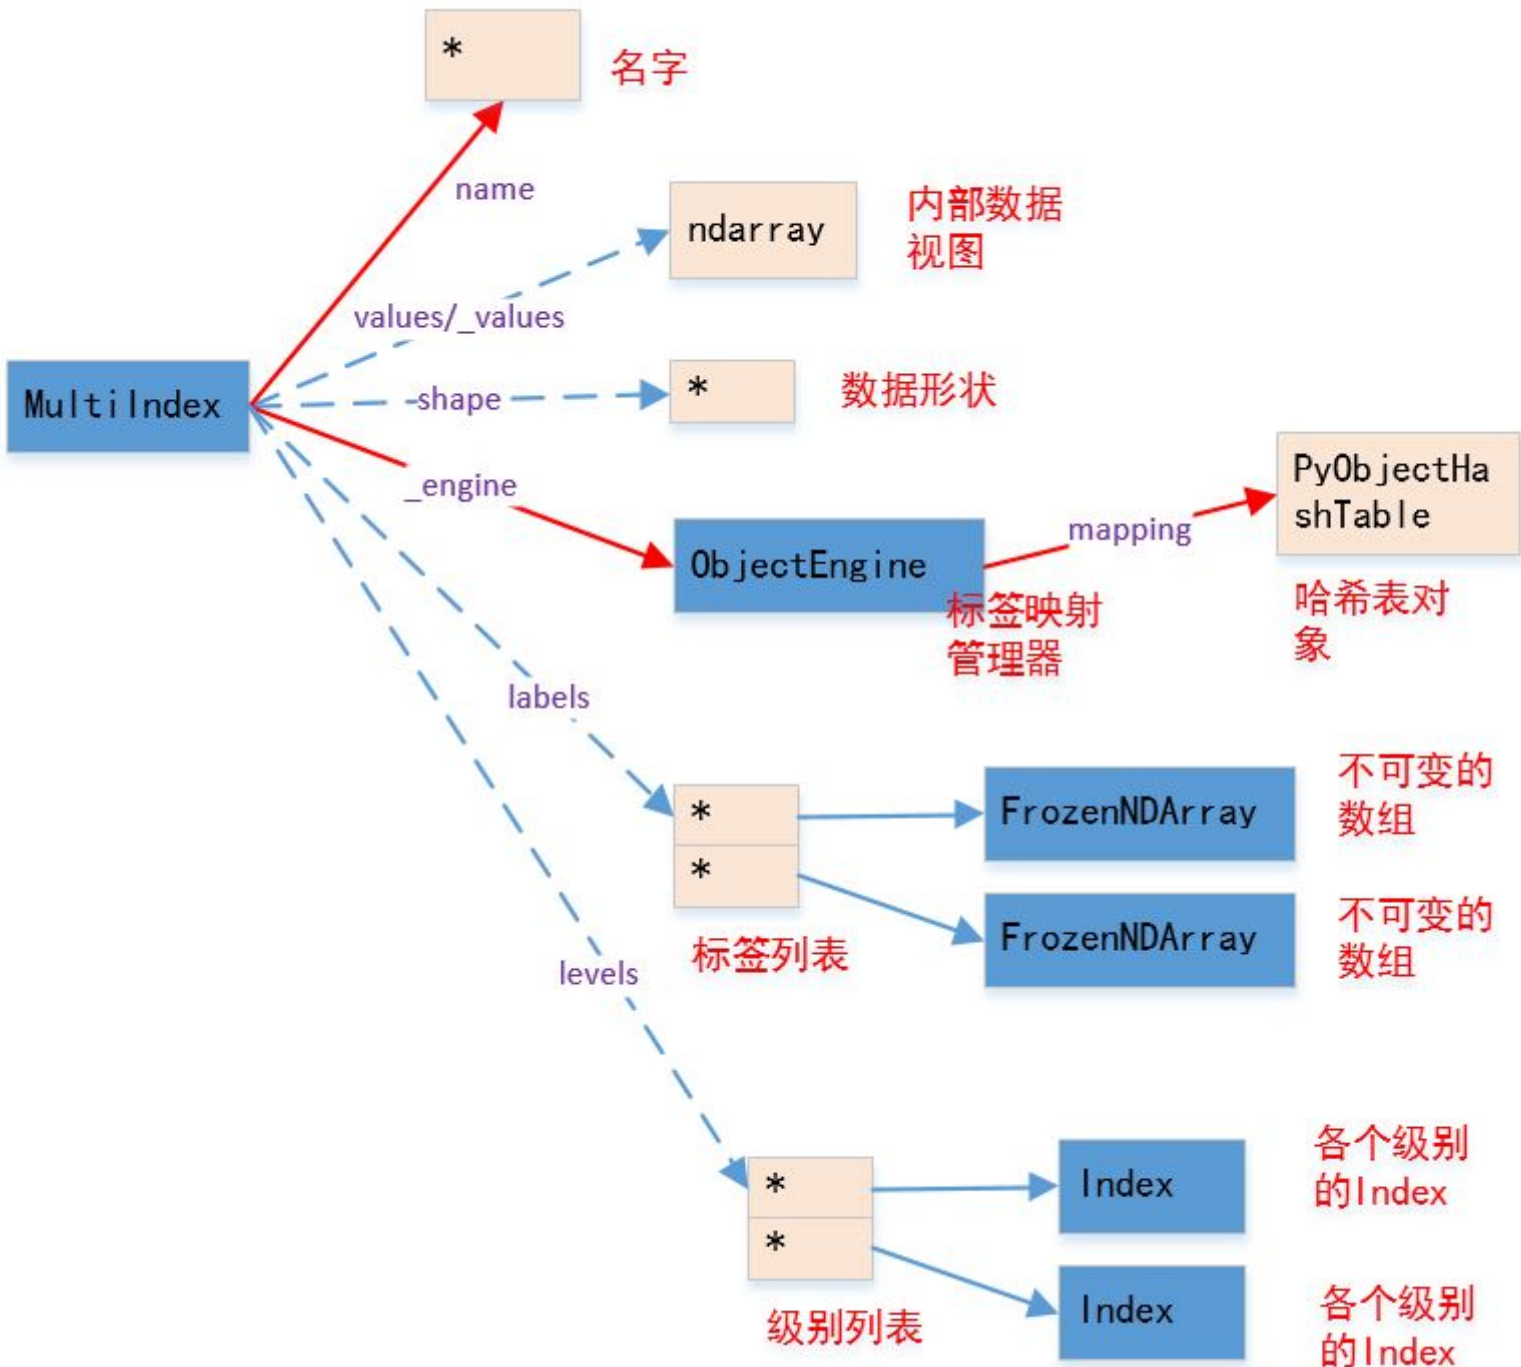 *
名字
name
ndarray
内部数据
视图
values/_values
MultiIndex
shape
*
数据形状
_engine
ObjectEngine
标签映射
管理器
mapping
PyObjectHa
shTable
哈希表对
象
labels
*
*
标签列表
FrozenNDArray
不可变的
数组
FrozenNDArray
不可变的
数组
levels
*
*
级别列表
Index
各个级别
的Index
Index
各个级别
的Index